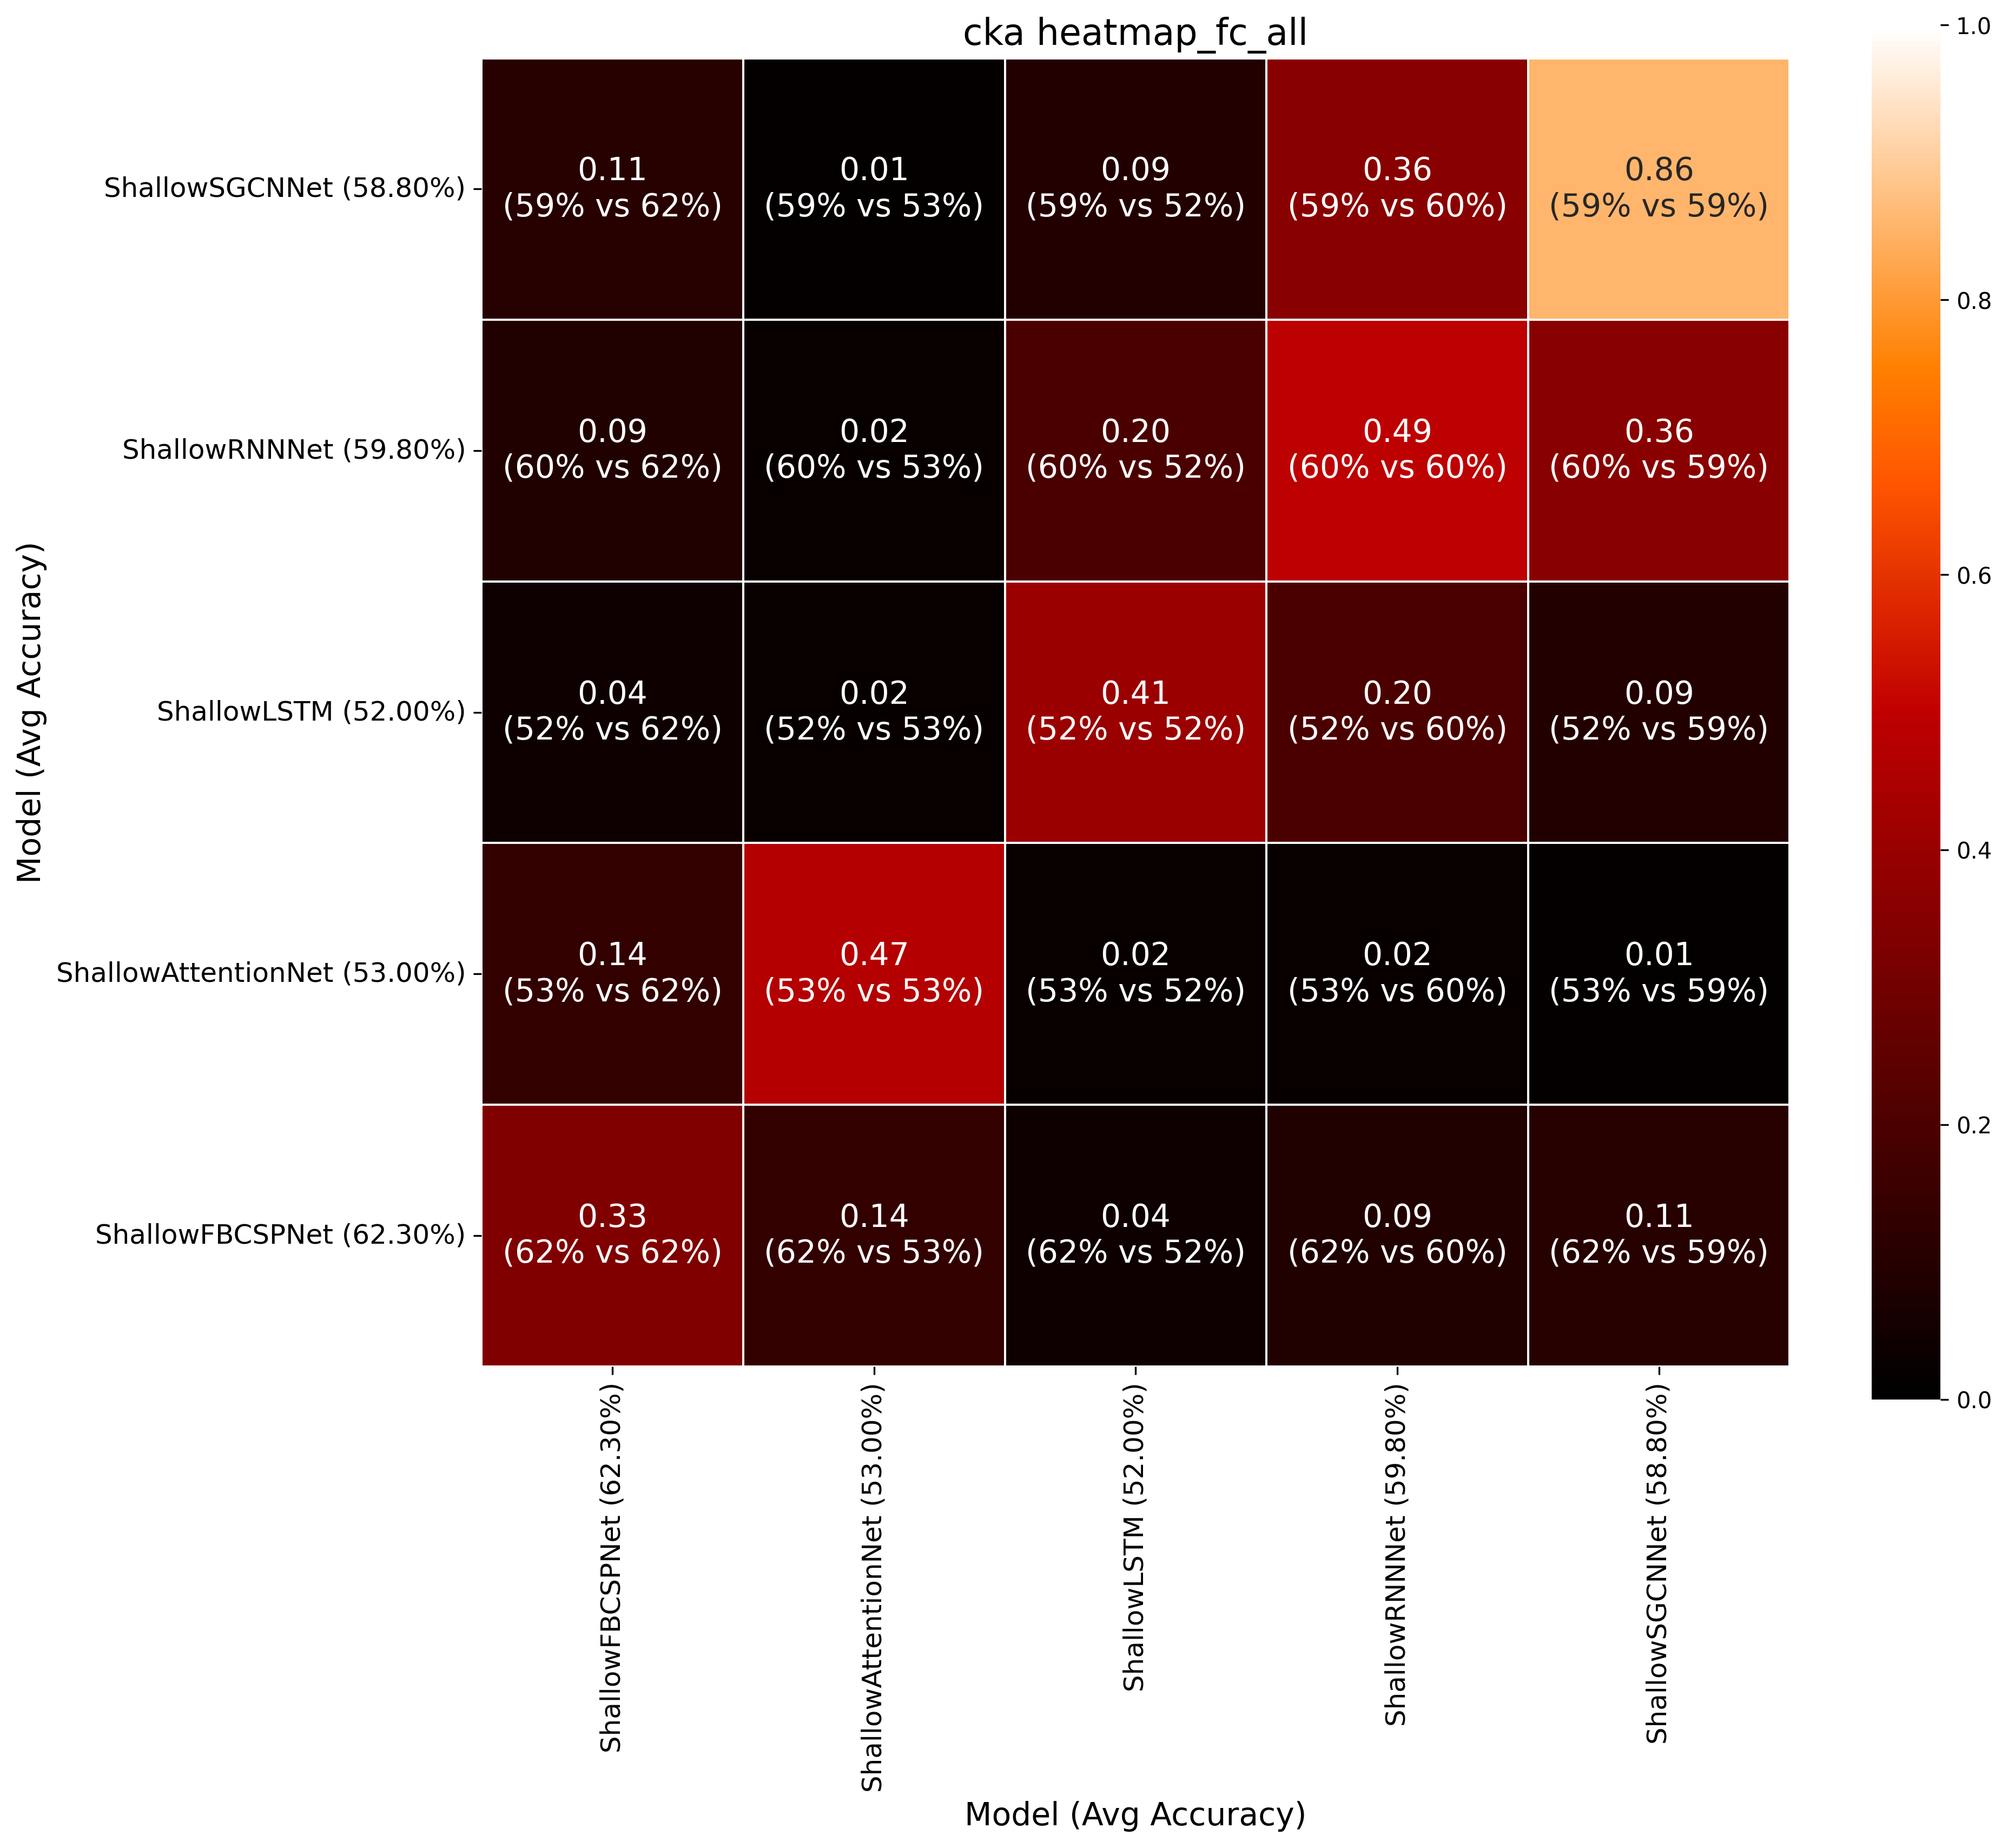 cka heatmap_fc_all
Model (Avg Accuracy)
ShallowSGCNNet (58.80%)
0.11
(59% vs 62%)
0.01
(59% vs 53%)
0.09
(59% vs 52%)
0.36
(59% vs 60%)
0.86
(59% vs 59%)
ShallowRNNNet (59.80%)
0.09
(60% vs 62%)
0.02
(60% vs 53%)
0.20
(60% vs 52%)
0.49
(60% vs 60%)
0.36
(60% vs 59%)
ShallowLSTM (52.00%)
0.04
(52% vs 62%)
0.02
(52% vs 53%)
0.41
(52% vs 52%)
0.20
(52% vs 60%)
0.09
(52% vs 59%)
ShallowAttentionNet (53.00%)
0.14
(53% vs 62%)
0.47
(53% vs 53%)
0.02
(53% vs 52%)
0.02
(53% vs 60%)
0.01
(53% vs 59%)
ShallowFBCSPNet (62.30%)
0.33
(62% vs 62%)
0.14
(62% vs 53%)
0.04
(62% vs 52%)
0.09
(62% vs 60%)
0.11
(62% vs 59%)
ShallowFBCSPNet (62.30%)
ShallowAttentionNet (53.00%)
ShallowLSTM (52.00%)
ShallowRNNNet (59.80%)
ShallowSGCNNet (58.80%)
Model (Avg Accuracy)
1.0
0.8
0.6
0.4
0.2
0.0